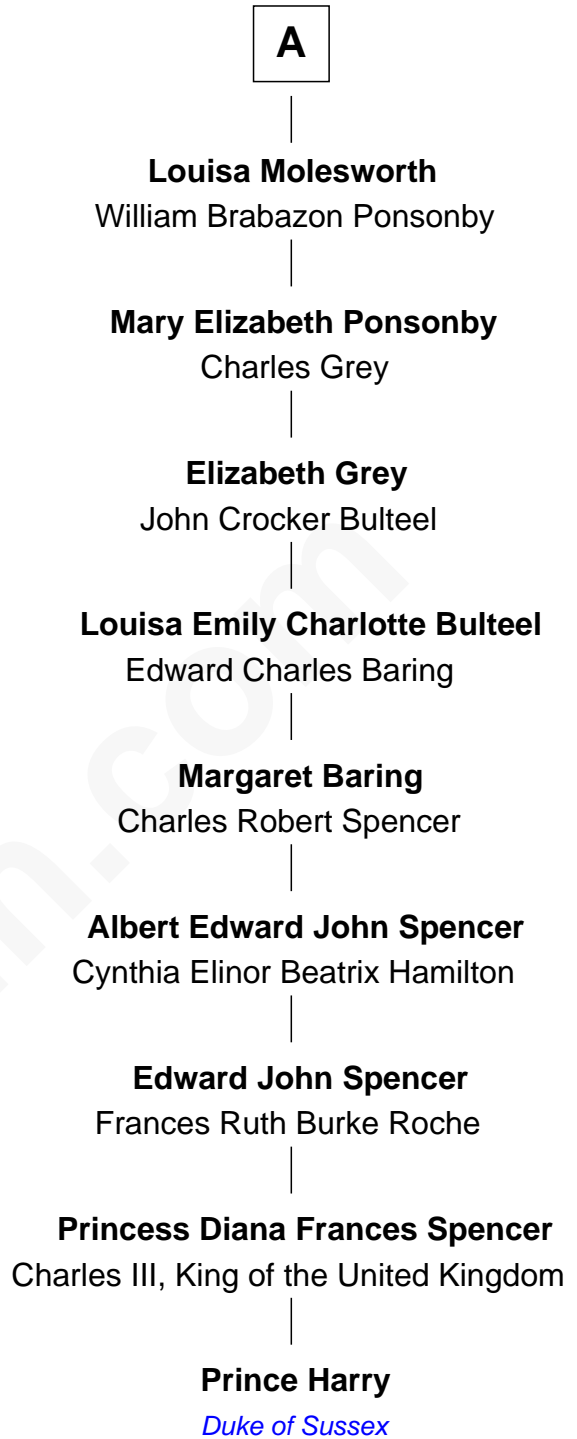 A
Louisa Molesworth
William Brabazon Ponsonby
Mary Elizabeth Ponsonby
Charles Grey
Elizabeth Grey
John Crocker Bulteel
Louisa Emily Charlotte Bulteel
Edward Charles Baring
Margaret Baring
Charles Robert Spencer
Albert Edward John Spencer
Cynthia Elinor Beatrix Hamilton
Edward John Spencer
Frances Ruth Burke Roche
Princess Diana Frances Spencer
Charles III, King of the United Kingdom
Prince Harry
Duke of Sussex